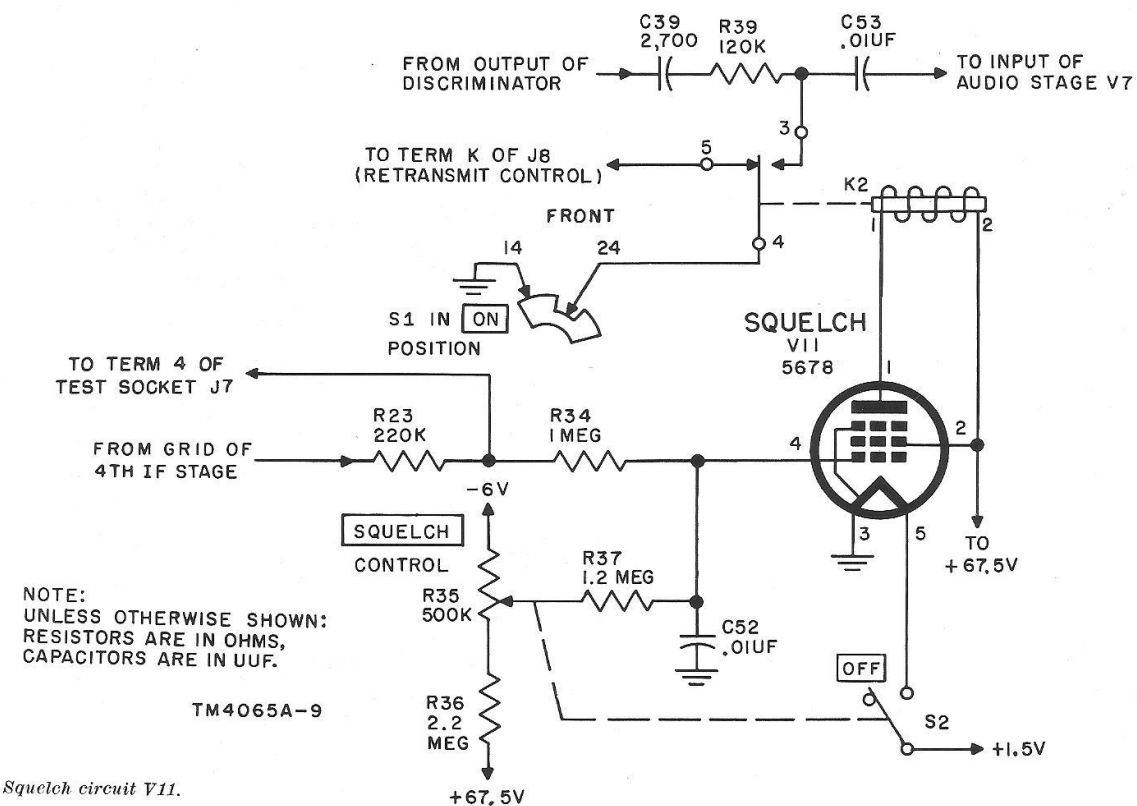 C39
2,700
R39
120K
C53
.01UF
FROM OUTPUT OF
DISCRIMINATOR
TO INPUT OF
AUDIO STAGE V7
3
5
TO TERM K OF J8
(RETRANSMIT CONTROL)
K2
1
2
FRONT
4
14
24
S1 IN ON
POSITION
SQUELCH
V11
5678
1
TO TERM 4 OF
TEST SOCKET J7
R23
220K
R34
1 MEG
4
2
FROM GRID OF
4TH IF STAGE
-6V
SQUELCH
CONTROL
3
5
TO
+67.5V
R37
1.2 MEG
R35
500K
NOTE:
UNLESS OTHERWISE SHOWN:
RESISTORS ARE IN OHMS,
CAPACITORS ARE IN UUF.
C52
.01UF
OFF
TM4065A-9
R36
2.2
MEG
S2
+1.5V
Squelch circuit V11.
+67.5V